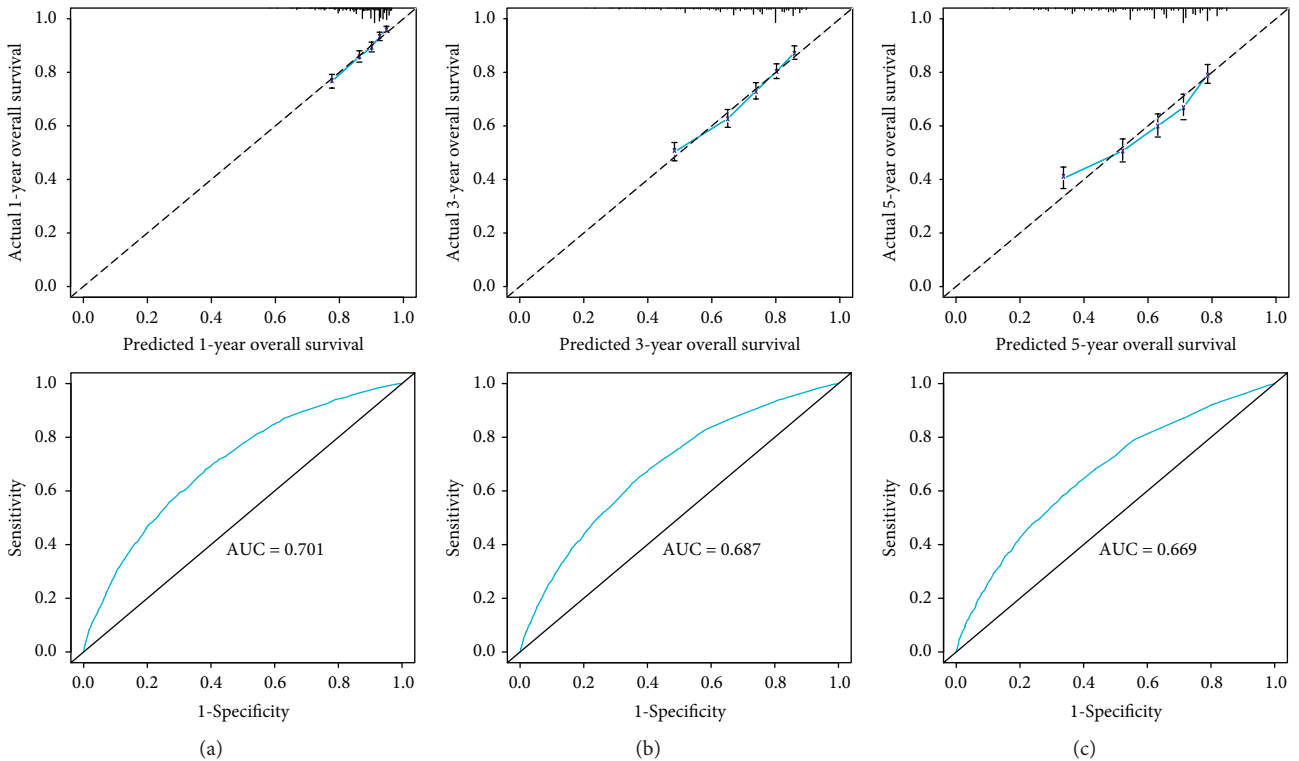 Actual 1-year overall survival
1.0
0.8
0.6
0.4
0.2
0.0
0.0 0.2 0.4 0.6 0.8 1.0
Predicted 1-year overall survival
Actual 3-year overall survival
1.0
0.8
0.6
0.4
0.2
0.0
0.0 0.2 0.4 0.6 0.8 1.0
Predicted 3-year overall survival
Actual 5-year overall survival
1.0
0.8
0.6
0.4
0.2
0.0
0.0 0.2 0.4 0.6 0.8 1.0
Predicted 5-year overall survival
Sensitivity
1.0
0.8
0.6
0.4
0.2
0.0
AUC = 0.701
0.0 0.2 0.4 0.6 0.8 1.0
1-Specificity
(a)
Sensitivity
1.0
0.8
0.6
0.4
0.2
0.0
AUC = 0.687
0.0 0.2 0.4 0.6 0.8 1.0
1-Specificity
(b)
Sensitivity
1.0
0.8
0.6
0.4
0.2
0.0
AUC = 0.669
0.0 0.2 0.4 0.6 0.8 1.0
1-Specificity
(c)